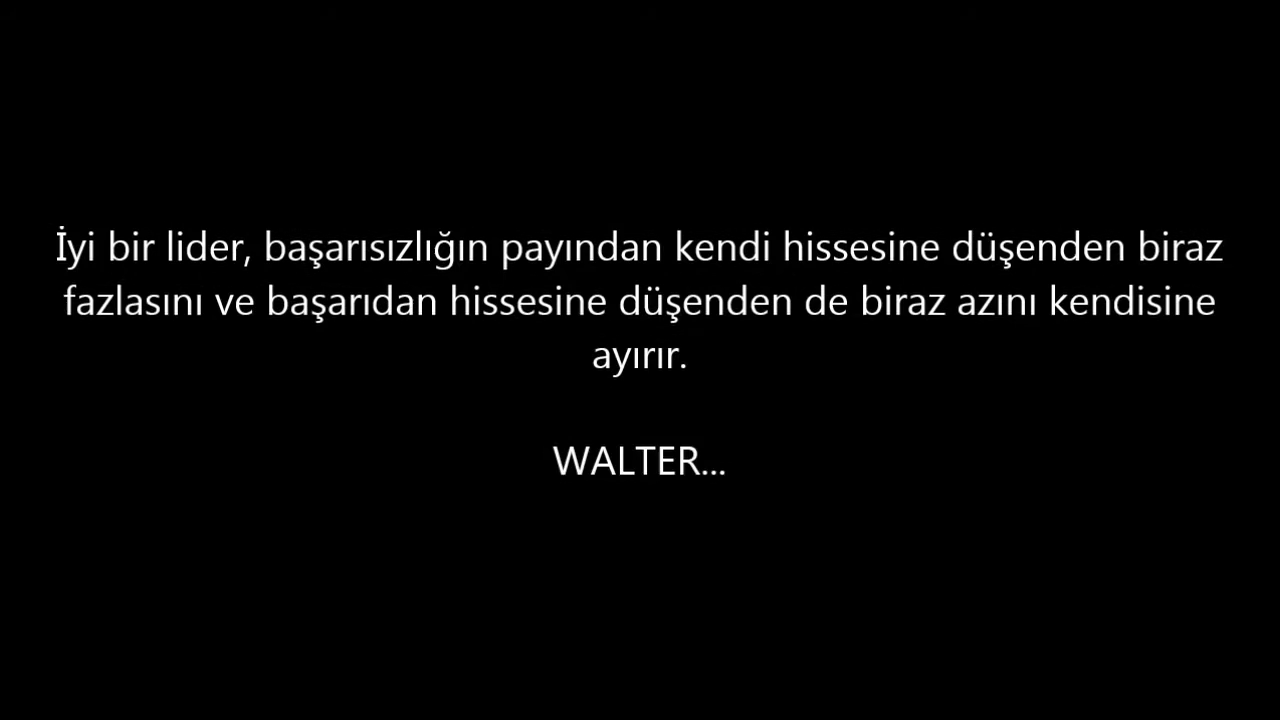 İyi bir lider, başarısızlığın payından kendi hissesine düşenden biraz
fazlasını ve başarıdan hissesine düşenden de biraz azını kendisine
ayırır.
WALTER...